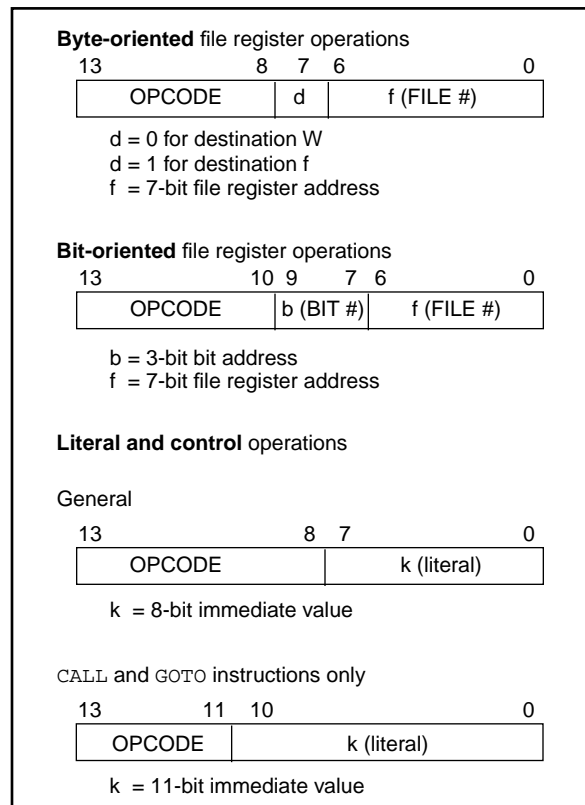 Byte-oriented file register operations
13 8 7 6 0
OPCODE d f (FILE #)
d = 0 for destination W
d = 1 for destination f
f = 7-bit file register address
Bit-oriented file register operations
13 10 9 7 6 0
OPCODE b (BIT #) f (FILE #)
b = 3-bit bit address
f = 7-bit file register address
Literal and control operations
General
13 8 7 0
OPCODE k (literal)
k = 8-bit immediate value
CALL and GOTO instructions only
13 11 10 0
OPCODE k (literal)
k = 11-bit immediate value